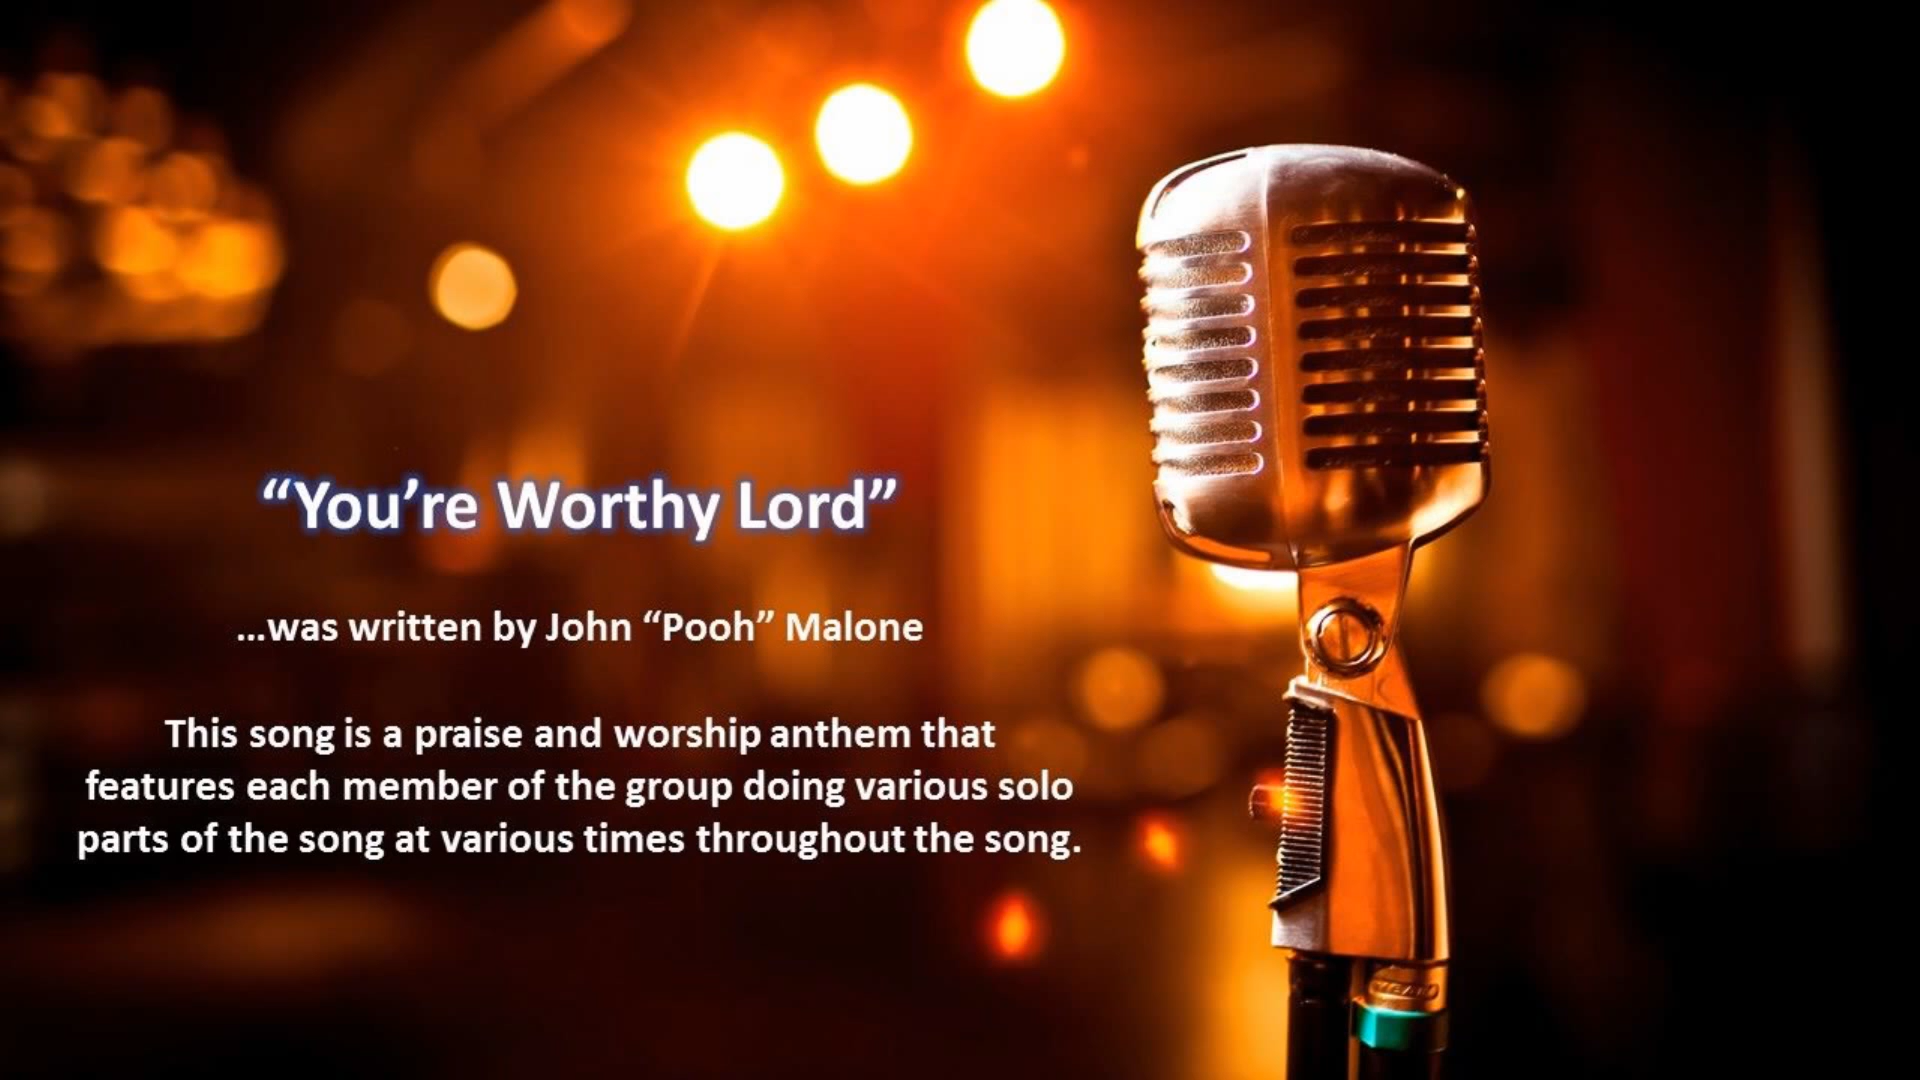 “You’re Worthy Lord”
...was written by John “Pooh” Malone
This song is a praise and worship anthem that
features each member of the group doing various solo
parts of the song at various times throughout the song.